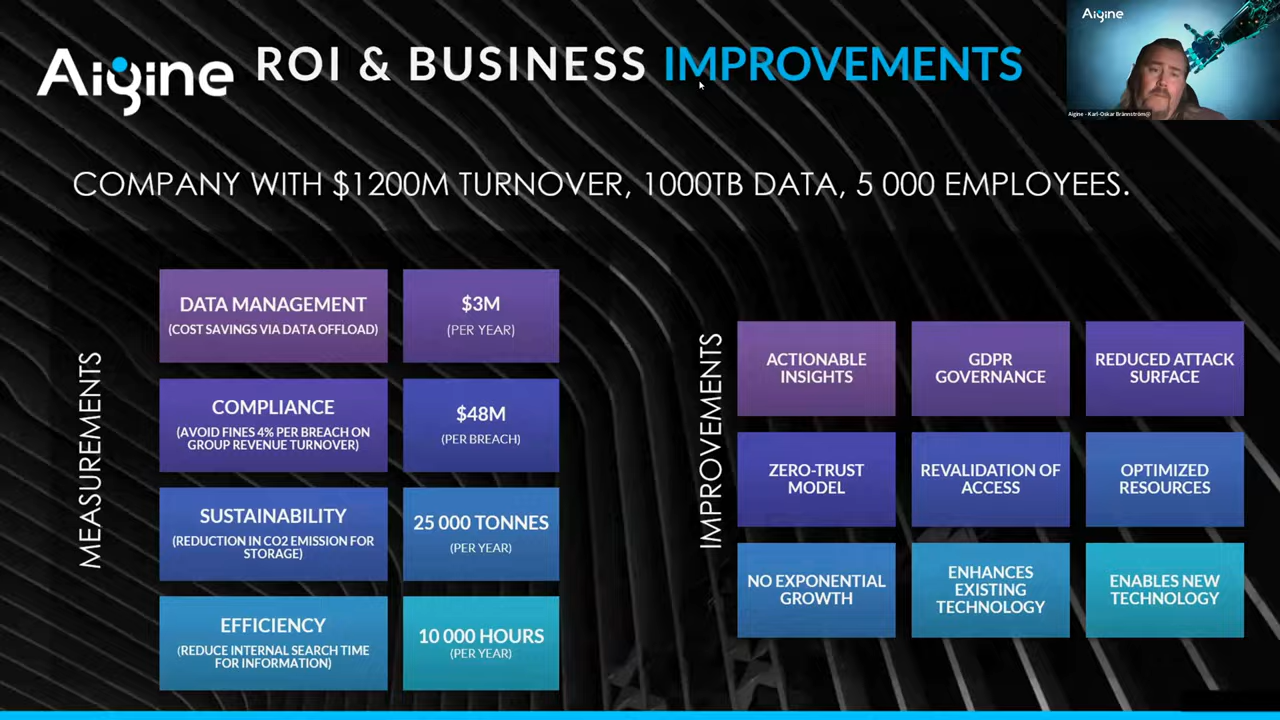 Aigine
ROI & BUSINESS IMPROVEMENTS
Aigine
Aigine - Karl-Oskar Brännström
COMPANY WITH $1200M TURNOVER, 1000TB DATA, 5 000 EMPLOYEES.
MEASUREMENTS
DATA MANAGEMENT
(COST SAVINGS VIA DATA OFFLOAD)
$3M
(PER YEAR)
COMPLIANCE
(AVOID FINES 4% PER BREACH ON
GROUP REVENUE TURNOVER)
$48M
(PER BREACH)
SUSTAINABILITY
(REDUCTION IN CO2 EMISSION FOR
STORAGE)
25 000 TONNES
(PER YEAR)
EFFICIENCY
(REDUCE INTERNAL SEARCH TIME
FOR INFORMATION)
10 000 HOURS
(PER YEAR)
IMPROVEMENTS
ACTIONABLE
INSIGHTS
GDPR
GOVERNANCE
REDUCED ATTACK
SURFACE
ZERO-TRUST
MODEL
REVALIDATION OF
ACCESS
OPTIMIZED
RESOURCES
NO EXPONENTIAL
GROWTH
ENHANCES
EXISTING
TECHNOLOGY
ENABLES NEW
TECHNOLOGY